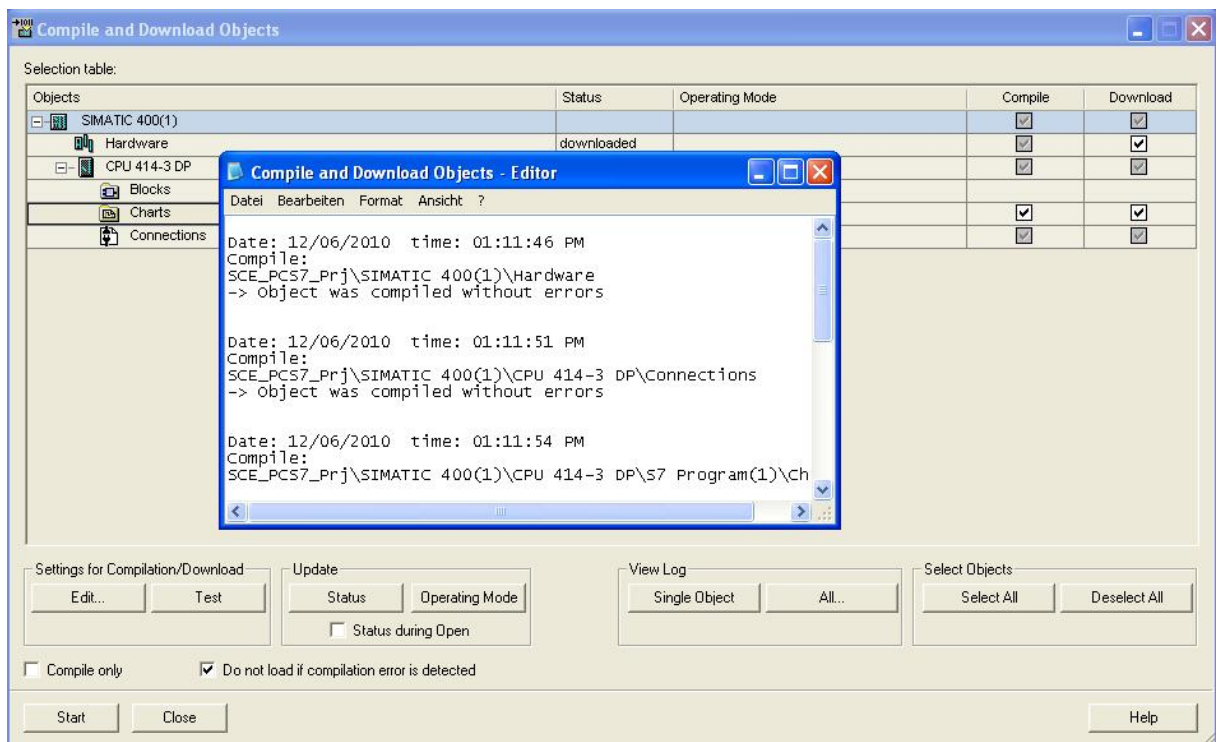 Compile and Download Objects
Selection table:
Objects Status Operating Mode Compile Download
SIMATIC 400(1)
Hardware downloaded
CPU 414-3 DP
Blocks
Charts
Connections
Compile and Download Objects - Editor
Datei Bearbeiten Format Ansicht ?
Date: 12/06/2010 time: 01:11:46 PM
Compile:
SCE_PCS7_Prj\SIMATIC 400(1)\Hardware
-> Object was compiled without errors
Date: 12/06/2010 time: 01:11:51 PM
Compile:
SCE_PCS7_Prj\SIMATIC 400(1)\CPU 414-3 DP\Connections
-> Object was compiled without errors
Date: 12/06/2010 time: 01:11:54 PM
Compile:
SCE_PCS7_Prj\SIMATIC 400(1)\CPU 414-3 DP\S7 Program(1)\Ch
Settings for Compilation/Download Update View Log Select Objects
Edit... Test Status Operating Mode Single Object All... Select All Deselect All
Status during Open
Compile only Do not load if compilation error is detected
Start Close Help